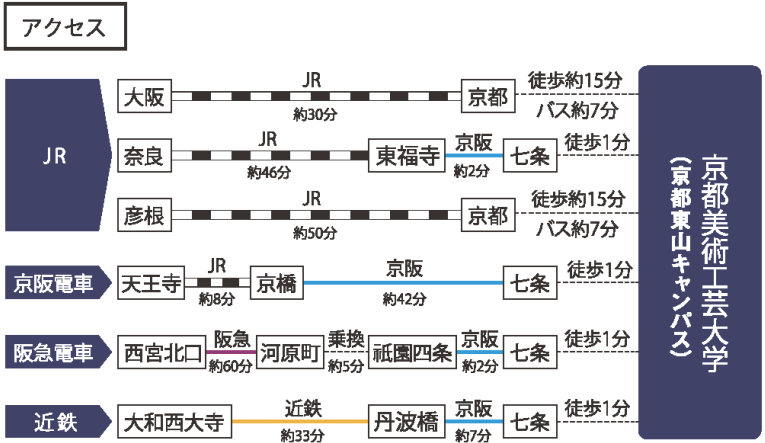 アクセス
JR
大阪
JR
約30分
京都
徒歩約15分
バス約7分
奈良
JR
約46分
東福寺
京阪
約2分
七条
徒歩1分
彦根
JR
約50分
京都
徒歩約15分
バス約7分
京阪電車
天王寺
JR
約8分
京橋
京阪
約42分
七条
徒歩1分
阪急電車
西宮北口
阪急
約60分
河原町
乗換
約5分
祇園四条
京阪
約2分
七条
徒歩1分
近鉄
大和西大寺
近鉄
約33分
丹波橋
京阪
約7分
七条
徒歩1分
京都美術工芸大学
(京都東山キャンパス)